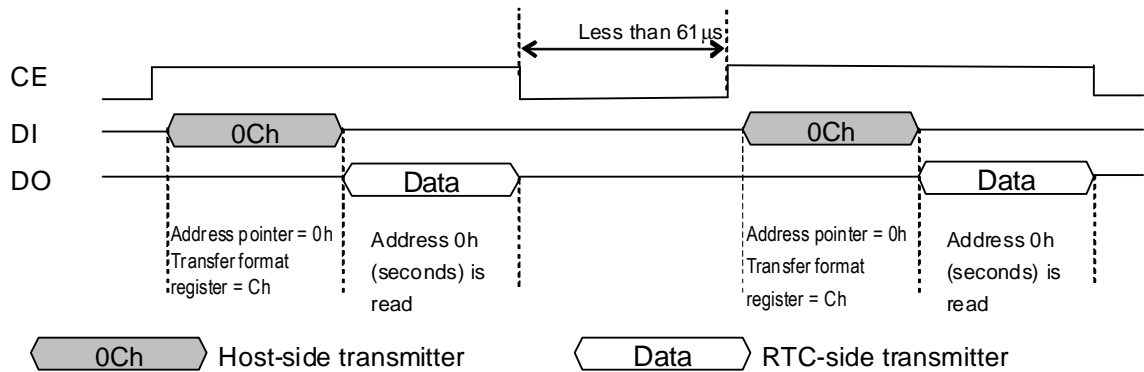 Less than 61µs
CE
DI
0Ch
0Ch
DO
Data
Data
Address pointer = 0h
Transfer format
register = Ch
Address 0h
(seconds) is
read
Address pointer = 0h
Transfer format
register = Ch
Address 0h
(seconds) is
read
0Ch Host-side transmitter
Data RTC-side transmitter